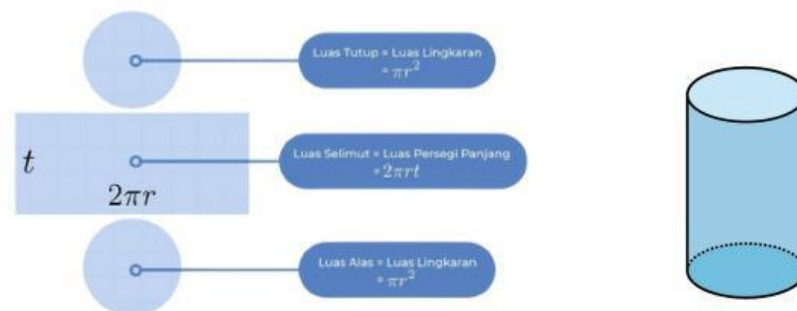 Luas Tutup = Luas Lingkaran
= πr²
t
2πr
Luas Selimut = Luas Persegi Panjang
= 2πrt
Luas Alas = Luas Lingkaran
= πr²